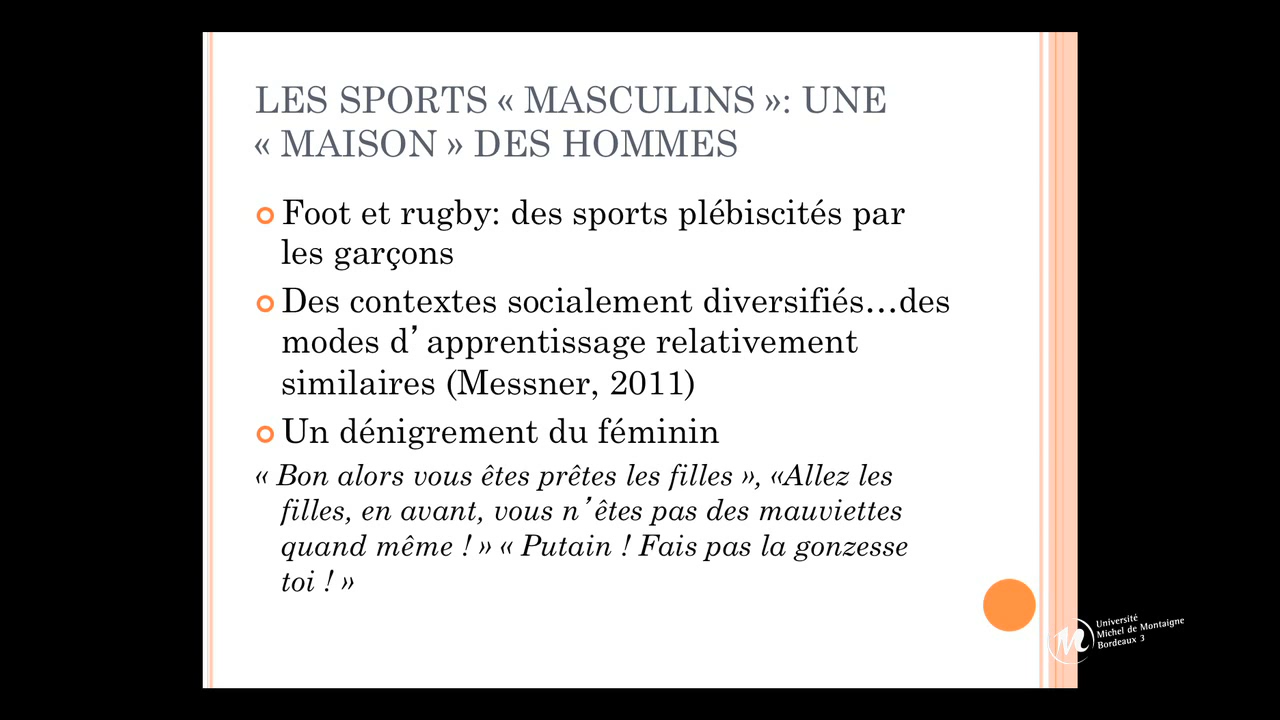 LES SPORTS « MASCULINS »: UNE
« MAISON » DES HOMMES
Foot et rugby: des sports plébiscités par
les garçons
Des contextes socialement diversifiés…des
modes d’ apprentissage relativement
similaires (Messner, 2011)
Un dénigrement du féminin
« Bon alors vous êtes prêtes les filles », «Allez les
filles, en avant, vous n’êtes pas des mauviettes
quand même ! » « Putain ! Fais pas la gonzesse
toi ! »
Université
Michel de Montaigne
Bordeaux 3